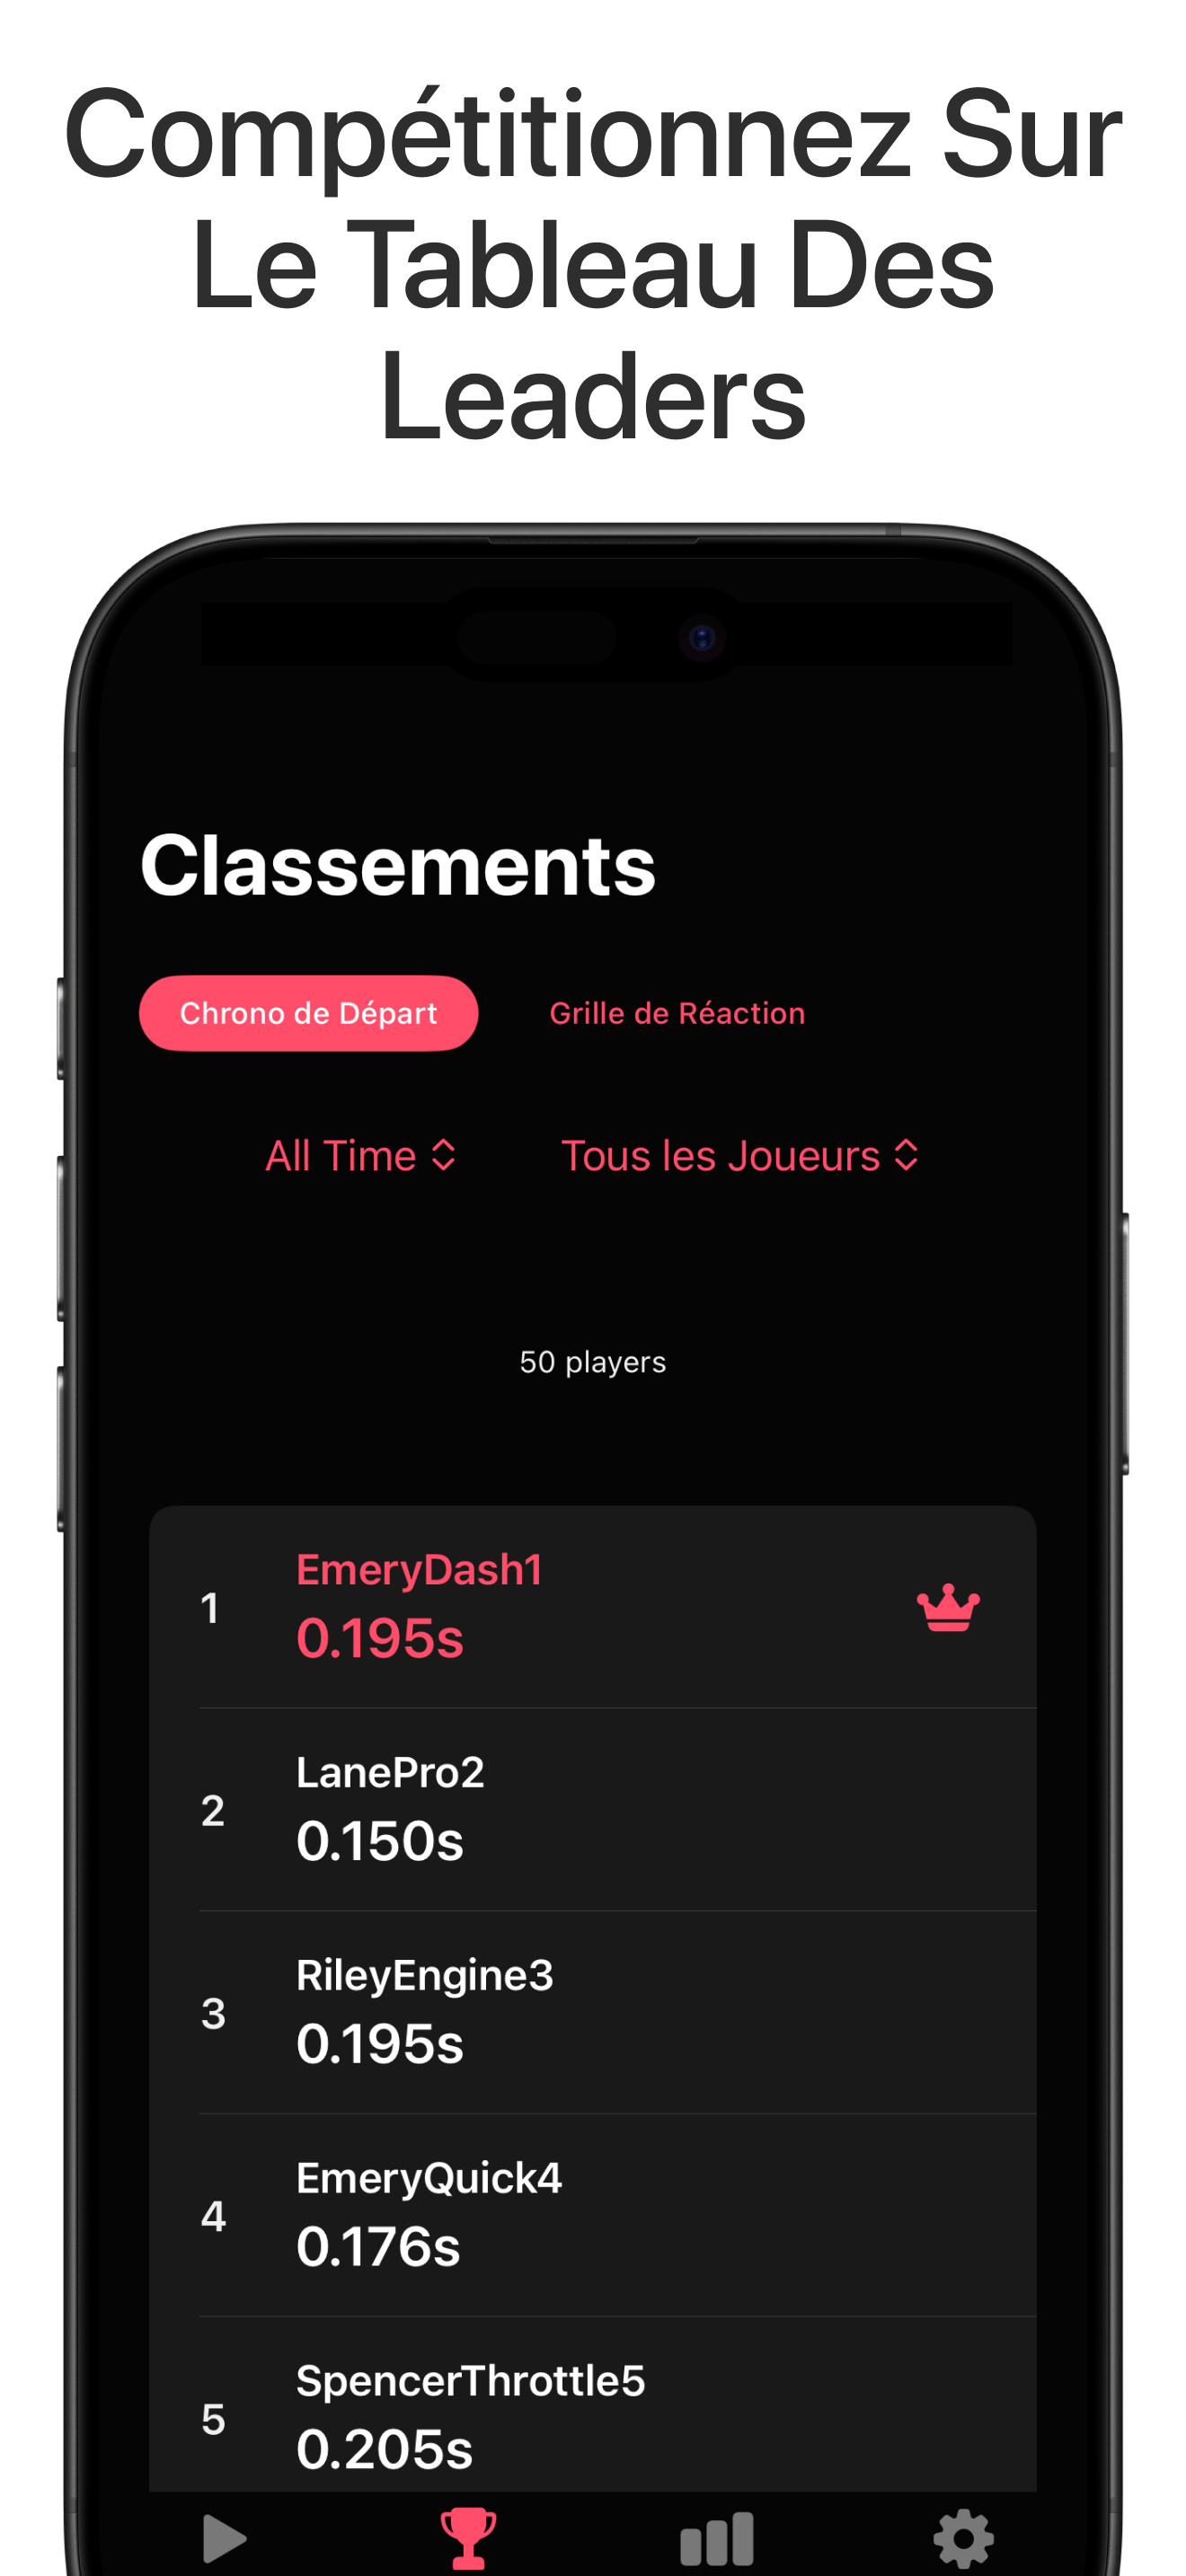 Compétitionnez Sur
Le Tableau Des
Leaders
Classements
Chrono de Départ
Grille de Réaction
All Time
Tous les Joueurs
50 players
1
EmeryDash1
0.195s
2
LanePro2
0.150s
3
RileyEngine3
0.195s
4
EmeryQuick4
0.176s
5
SpencerThrottle5
0.205s